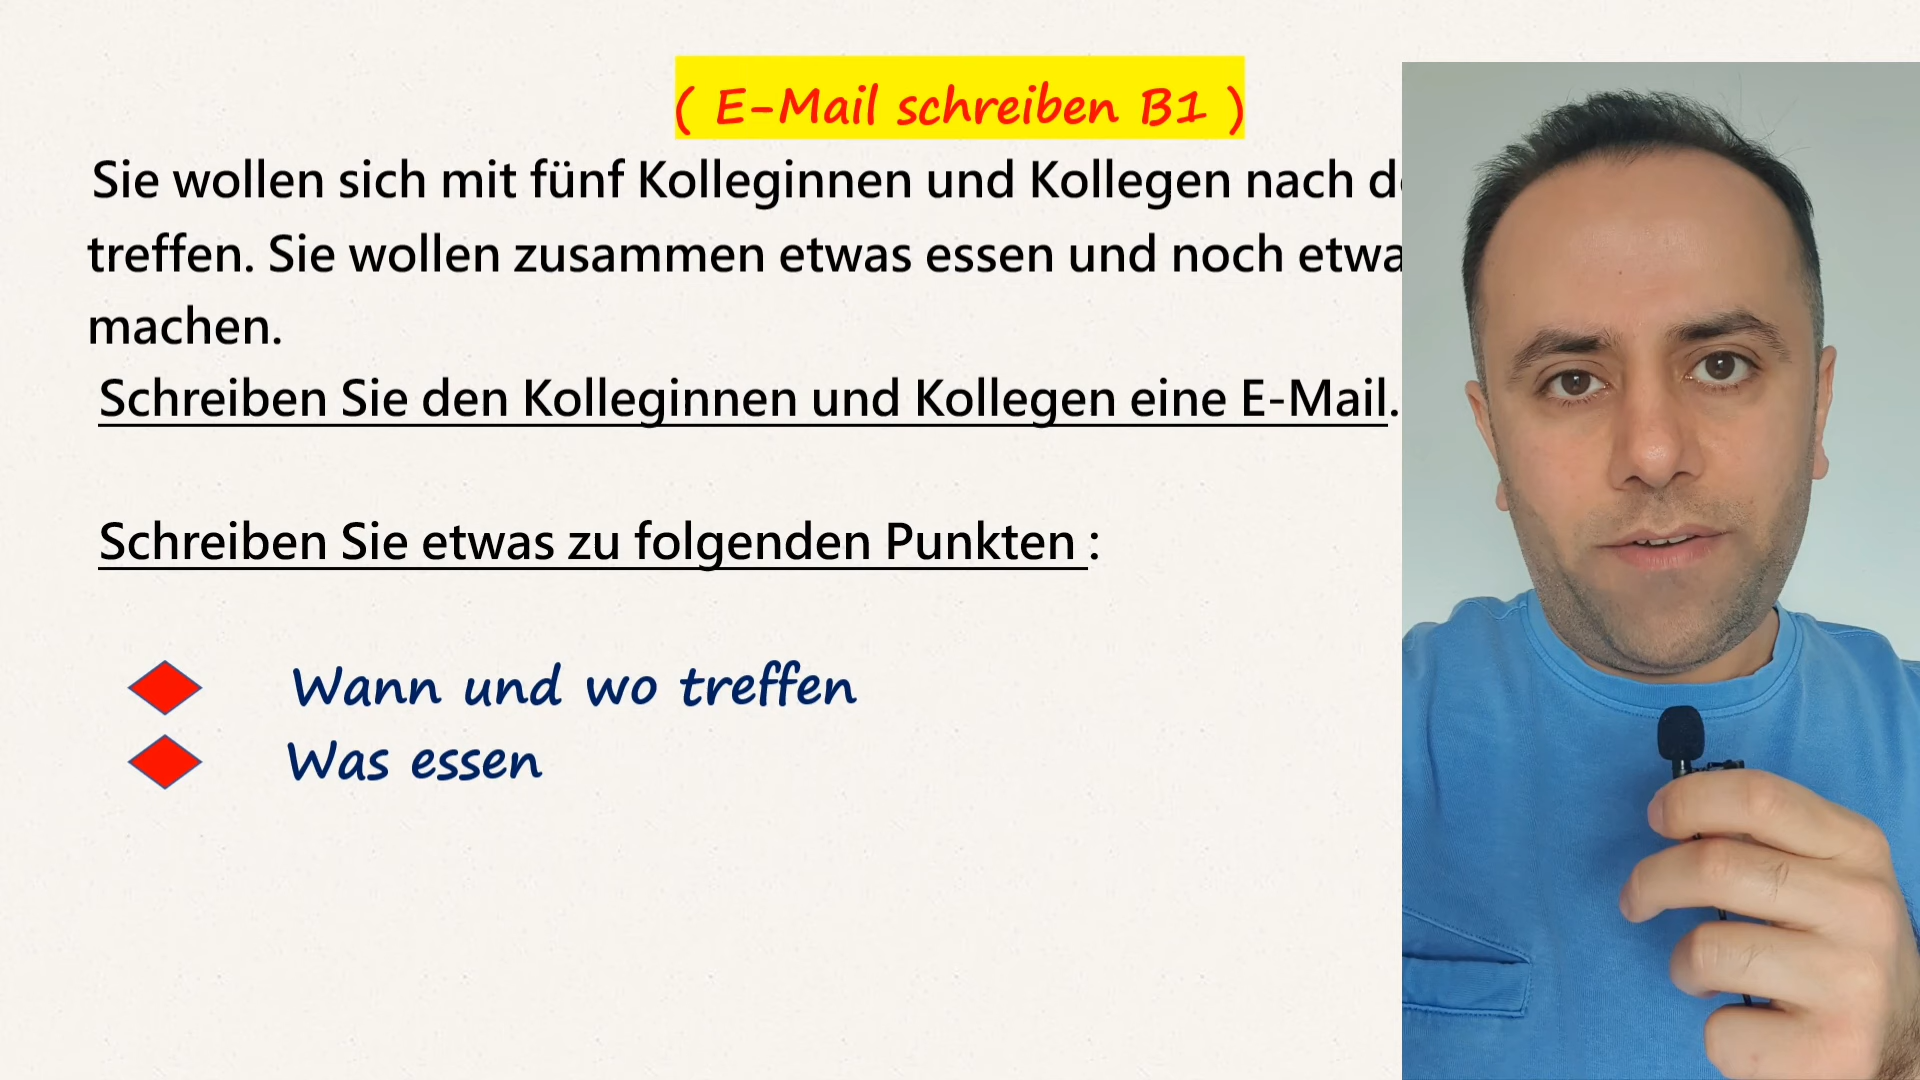 ( E-Mail schreiben B1 )
Sie wollen sich mit fünf Kolleginnen und Kollegen nach
treffen. Sie wollen zusammen etwas essen und noch
machen.
Schreiben Sie den Kolleginnen und Kollegen eine E-Mail.
Schreiben Sie etwas zu folgenden Punkten :
Wann und wo treffen
Was essen